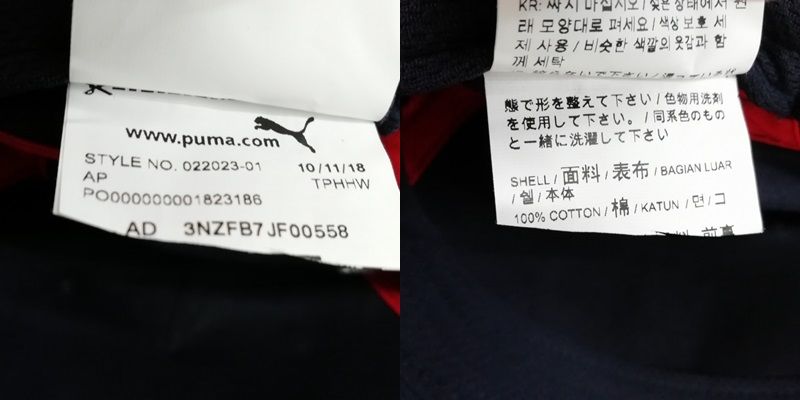 www.puma.com
STYLE NO. 022023-01 10/11/18
AP TPHHW
PO000000001823186
AD 3NZFB7JF00558
KR: 싸지 마십시오 / 젖은 상태에서 원
래 모양대로 펴세요 / 색상 보호 세
제 사용 / 비슷한 색깔의 옷감과 함
께 세탁
態で形を整えて下さい / 色物用洗剤
を使用して下さい。 / 同系色のもの
と一緒に洗濯して下さい
SHELL / 面料 / 表布 / BAGIAN LUAR
/ 쉘 / 本体
100% COTTON / 棉 / KATUN / 면 / コ